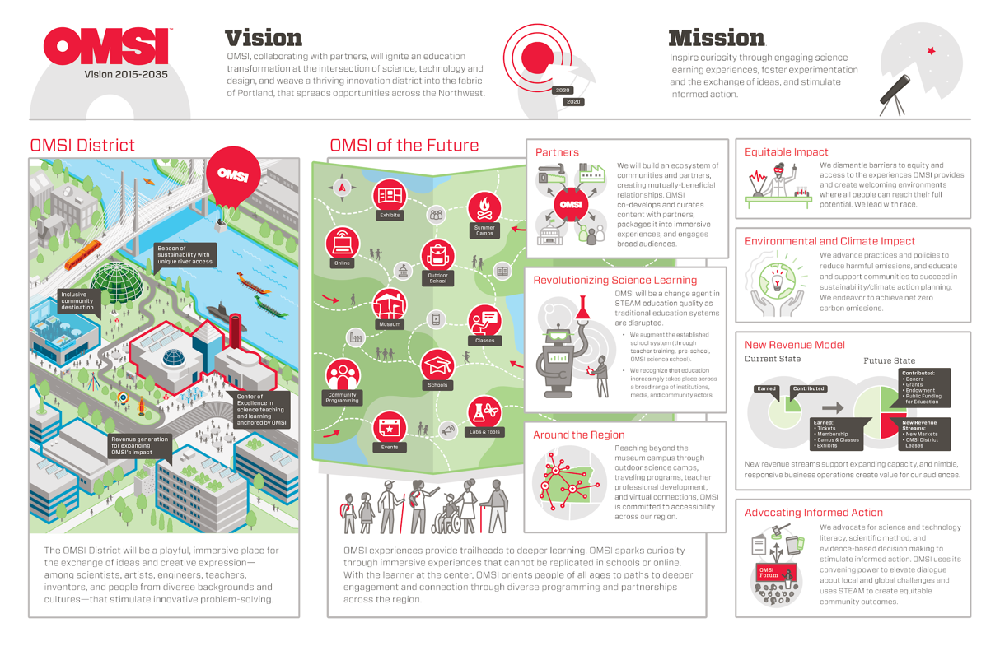 OMSI™
Vision 2015-2035
Vision
OMSI, collaborating with partners, will ignite an education
transformation at the intersection of science, technology and
design, and weave a thriving innovation district into the fabric
of Portland, that spreads opportunities across the Northwest.
2030
2020
Mission
Inspire curiosity through engaging science
learning experiences, foster experimentation
and the exchange of ideas, and stimulate
informed action.
OMSI District
OMSI
Beacon of
sustainability with
unique river access
Inclusive
community
destination
Center of
Excellence in
science teaching
and learning
anchored by OMSI
Revenue generation
for expanding
OMSI's impact
The OMSI District will be a playful, immersive place for
the exchange of ideas and creative expression—
among scientists, artists, engineers, teachers,
inventors, and people from diverse backgrounds and
cultures—that stimulate innovative problem-solving.
OMSI of the Future
Exhibits
Summer
Camps
Online
Outdoor
School
Museum
Classes
Schools
Community
Programming
Events
Labs & Tools
OMSI experiences provide trailheads to deeper learning. OMSI sparks curiosity
through immersive experiences that cannot be replicated in schools or online.
With the learner at the center, OMSI orients people of all ages to paths to deeper
engagement and connection through diverse programming and partnerships
across the region.
Partners
OMSI
We will build an ecosystem of
communities and partners,
creating mutually-beneficial
relationships. OMSI
co-develops and curates
content with partners,
packages it into immersive
experiences, and engages
broad audiences.
Revolutionizing Science Learning
OMSI will be a change agent in
STEAM education quality as
traditional education systems
are disrupted.
• We augment the established
school system (through
teacher training, pre-school,
OMSI science school).
• We recognize that education
increasingly takes place across
a broad range of institutions,
media, and community actors.
Around the Region
Reaching beyond the
museum campus through
outdoor science camps,
traveling programs, teacher
professional development,
and virtual connections, OMSI
is committed to accessibility
across our region.
Equitable Impact
We dismantle barriers to equity and
access to the experiences OMSI provides
and create welcoming environments
where all people can reach their full
potential. We lead with race.
Environmental and Climate Impact
We advance practices and policies to
reduce harmful emissions, and educate
and support communities to succeed in
sustainability/climate action planning.
We endeavor to achieve net zero
carbon emissions.
New Revenue Model
Current State
Future State
Earned
Contributed
Contributed:
• Donors
• Grants
• Endowment
• Public Funding
for Education
Earned:
• Tickets
• Membership
• Camps & Classes
• Exhibits
New Revenue
Streams:
• New Markets
• OMSI District
Leases
New revenue streams support expanding capacity, and nimble,
responsive business operations create value for our audiences.
Advocating Informed Action
OMSI
Forum
We advocate for science and technology
literacy, scientific method, and
evidence-based decision making to
stimulate informed action. OMSI uses its
convening power to elevate dialogue
about local and global challenges and
uses STEAM to create equitable
community outcomes.